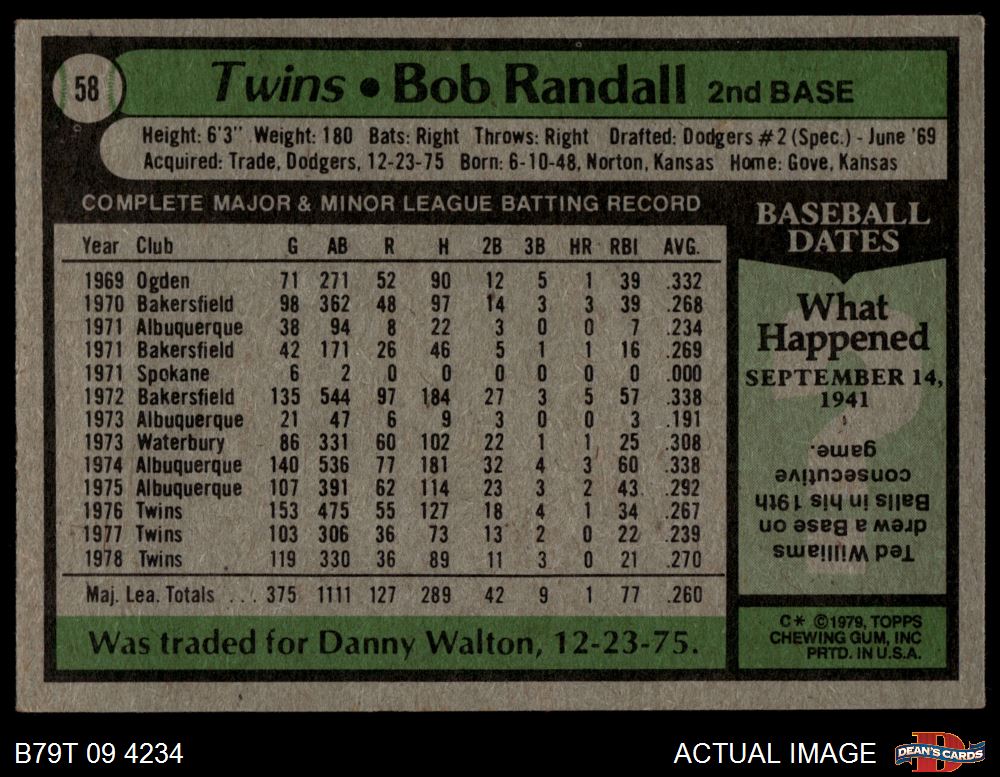 58
Twins • Bob Randall 2nd BASE
Height: 6'3" Weight: 180 Bats: Right Throws: Right Drafted: Dodgers #2 (Spec.) - June '69
Acquired: Trade, Dodgers, 12-23-75 Born: 6-10-48, Norton, Kansas Home: Gove, Kansas
COMPLETE MAJOR & MINOR LEAGUE BATTING RECORD
Year Club G AB R H 2B 3B HR RBI AVG.
1969 Ogden 71 271 52 90 12 5 1 39 .332
1970 Bakersfield 98 362 48 97 14 3 3 39 .268
1971 Albuquerque 38 94 8 22 3 0 0 7 .234
1971 Bakersfield 42 171 26 46 5 1 1 16 .269
1971 Spokane 6 2 0 0 0 0 0 0 .000
1972 Bakersfield 135 544 97 184 27 3 5 57 .338
1973 Albuquerque 21 47 6 9 3 0 0 3 .191
1973 Waterbury 86 331 60 102 22 1 1 25 .308
1974 Albuquerque 140 536 77 181 32 4 3 60 .338
1975 Albuquerque 107 391 62 114 23 3 2 43 .292
1976 Twins 153 475 55 127 18 4 1 34 .267
1977 Twins 103 306 36 73 13 2 0 22 .239
1978 Twins 119 330 36 89 11 3 0 21 .270
Maj. Lea. Totals . . . 375 1111 127 289 42 9 1 77 .260
Was traded for Danny Walton, 12-23-75.
BASEBALL
DATES
What
Happened
SEPTEMBER 14,
1941
Ted Williams
drew a Base on
Balls in his 19th
consecutive
game.
C* ©1979, TOPPS
CHEWING GUM, INC
PRTD. IN U.S.A.
B79T 09 4234
ACTUAL IMAGE
D
DEAN'S CARDS